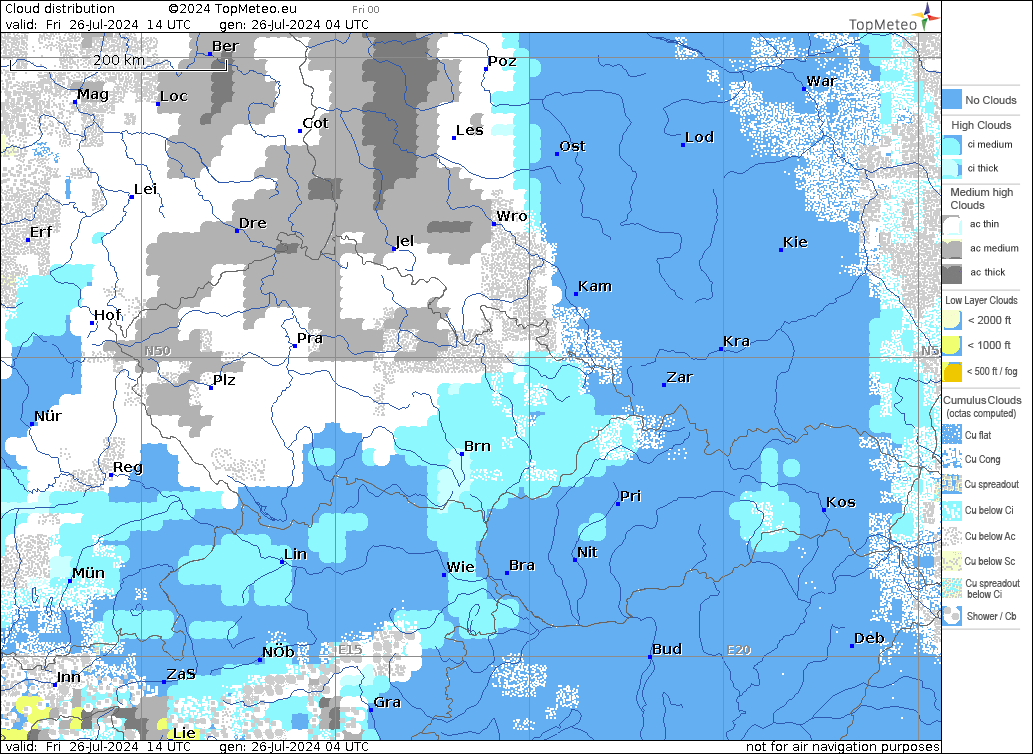 Cloud distribution ©2024 TopMeteo.eu Fri 00
valid: Fri 26-Jul-2024 14 UTC gen: 26-Jul-2024 04 UTC
TopMeteo
Ber
200 km
Poz
War
Mag
Loc
No Clouds
Cot
Les
High Clouds
Lod
Ost
ci medium
ci thick
Lei
Medium high
Clouds
Wro
Dre
ac thin
Erf
Jel
Kie
ac medium
ac thick
Kam
Low Layer Clouds
Hof
< 2000 ft
Pra
Kra
< 1000 ft
N50
N5
Plz
Zar
< 500 ft / fog
Cumulus Clouds
(octas computed)
Nür
Cu flat
Brn
Cu Cong
Reg
Cu spreadout
Pri
Kos
Cu below Ci
Cu below Ac
Lin
Nit
Mün
Wie
Bra
Cu below Sc
Cu spreadout
below Ci
Shower / Cb
Deb
NÖb
E15
Bud
E20
Inn
ZaS
Gra
Lie
valid: Fri 26-Jul-2024 14 UTC gen: 26-Jul-2024 04 UTC not for air navigation purposes